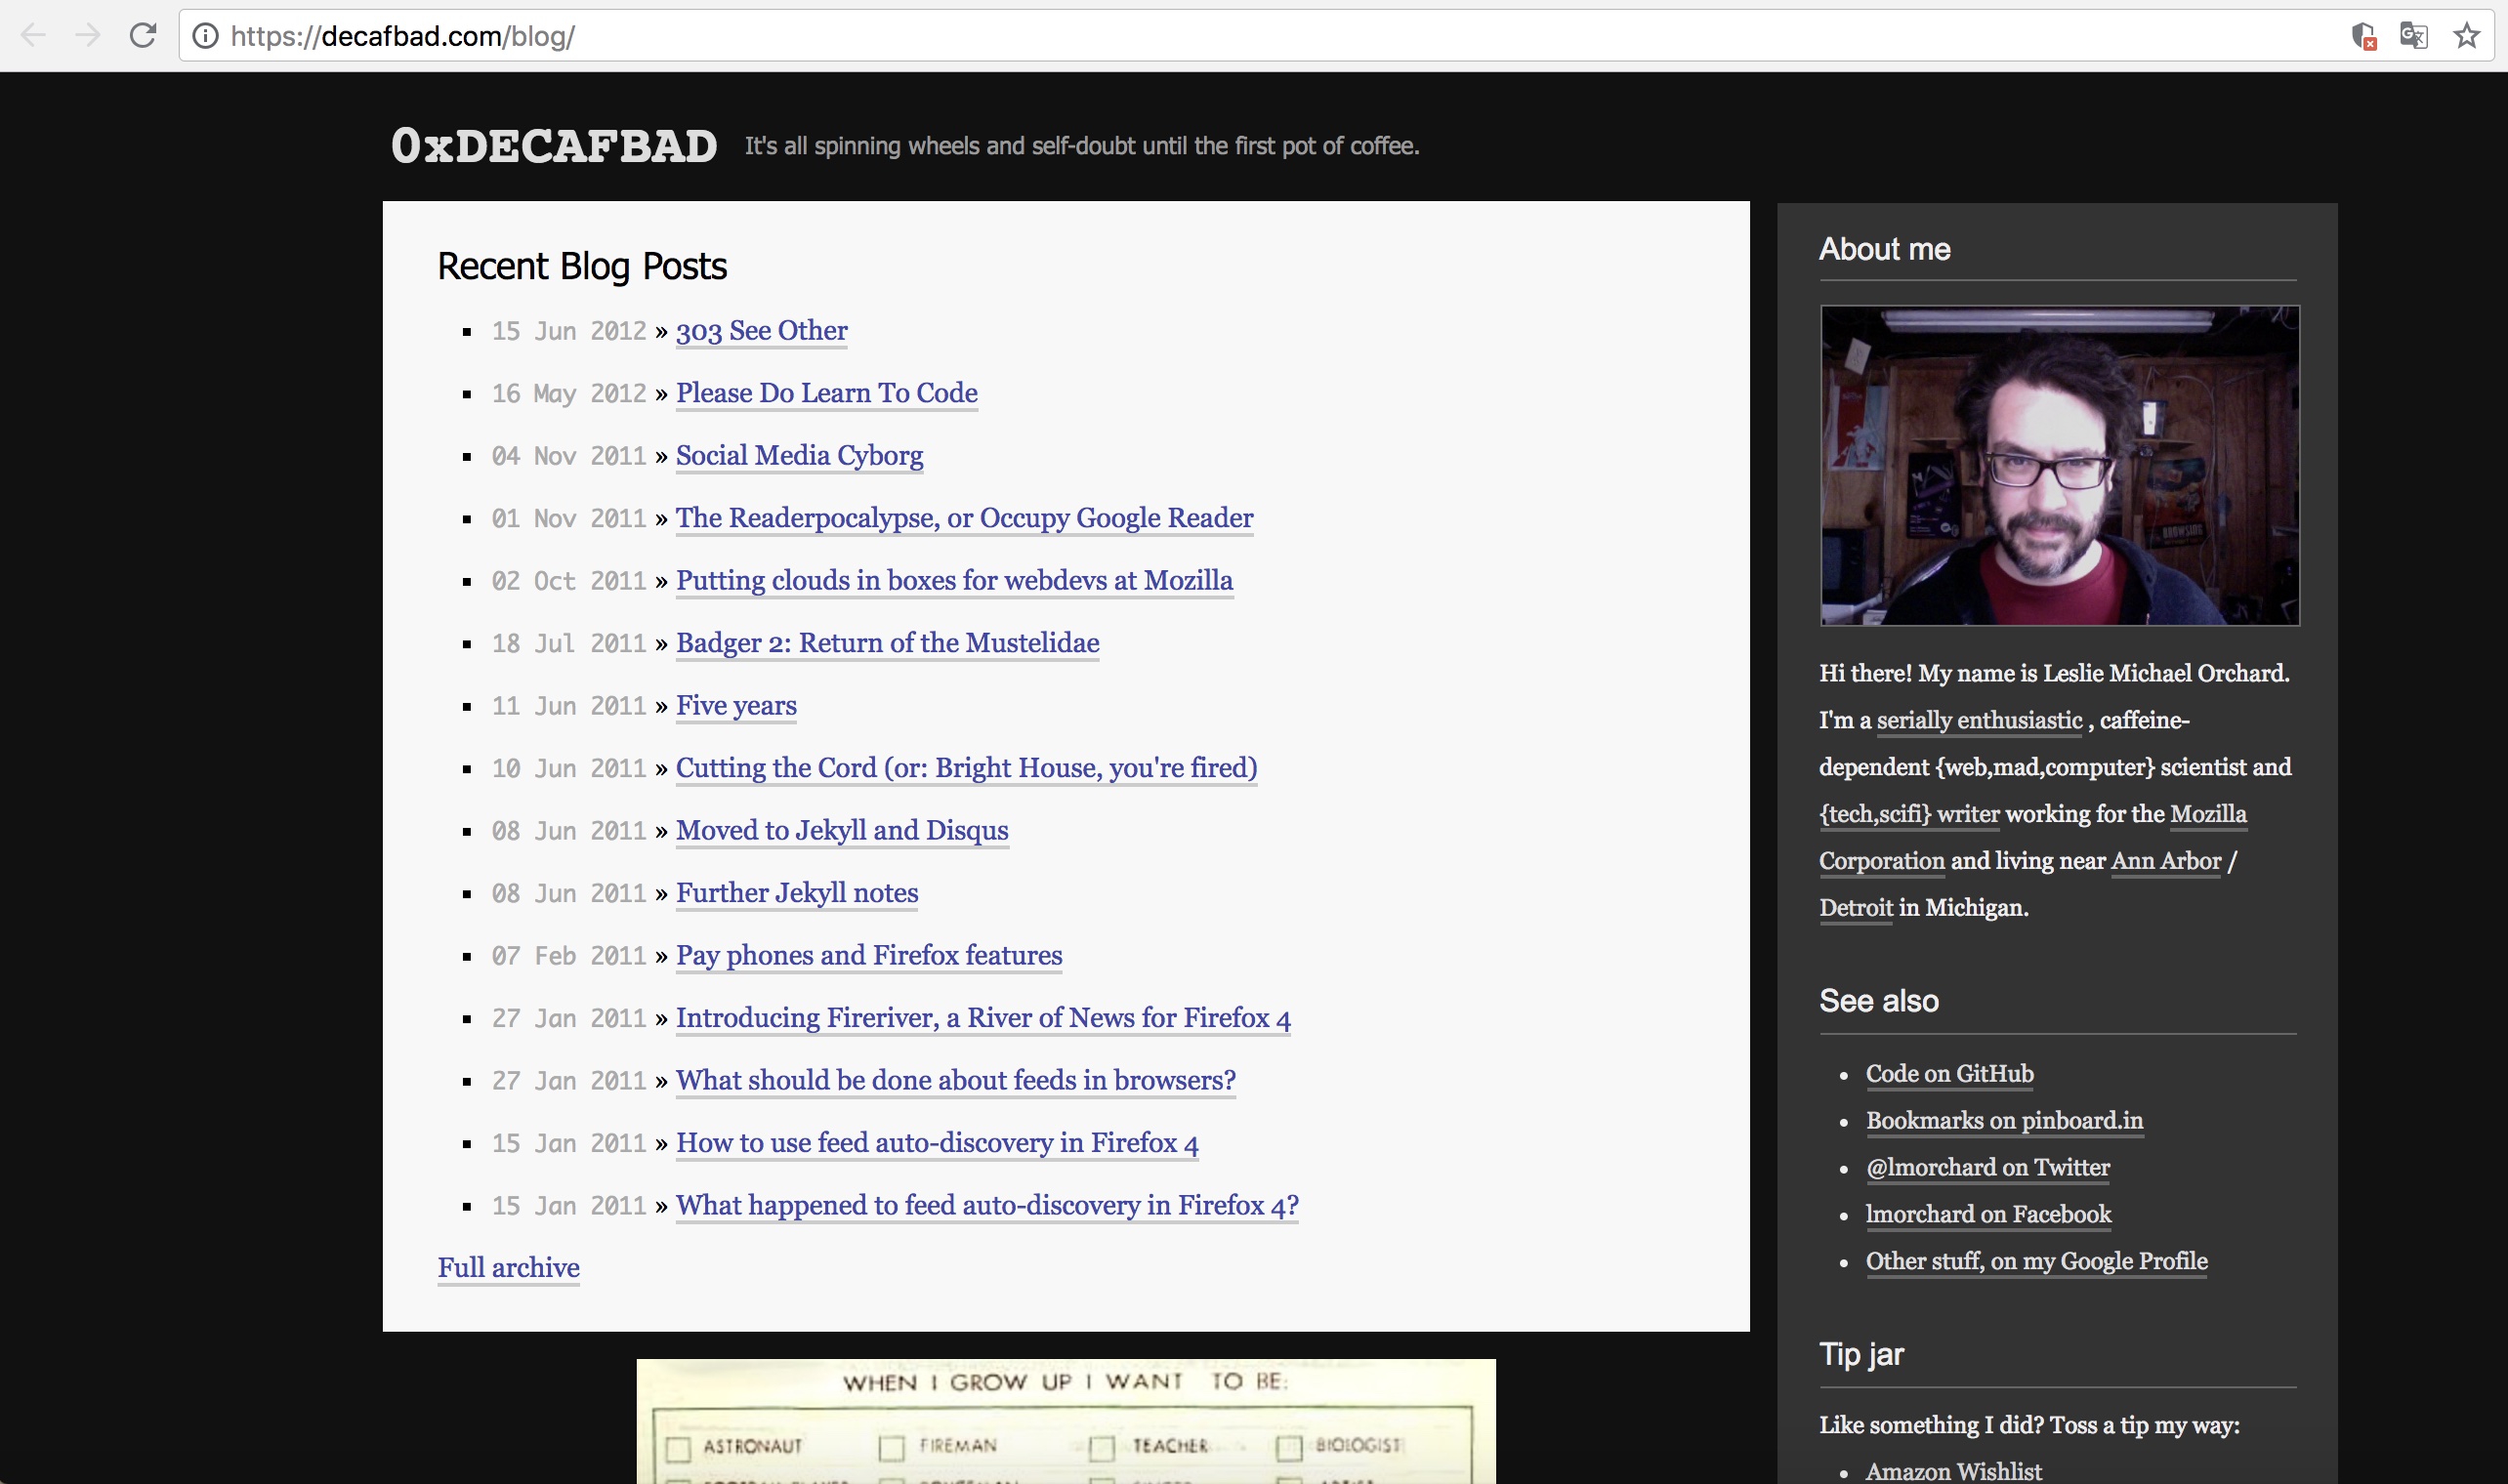 https://decafbad.com/blog/
0xDECAFBAD
It's all spinning wheels and self-doubt until the first pot of coffee.
Recent Blog Posts
15 Jun 2012 » 303 See Other
16 May 2012 » Please Do Learn To Code
04 Nov 2011 » Social Media Cyborg
01 Nov 2011 » The Readerpocalypse, or Occupy Google Reader
02 Oct 2011 » Putting clouds in boxes for webdevs at Mozilla
18 Jul 2011 » Badger 2: Return of the Mustelidae
11 Jun 2011 » Five years
10 Jun 2011 » Cutting the Cord (or: Bright House, you're fired)
08 Jun 2011 » Moved to Jekyll and Disqus
08 Jun 2011 » Further Jekyll notes
07 Feb 2011 » Pay phones and Firefox features
27 Jan 2011 » Introducing Fireriver, a River of News for Firefox 4
27 Jan 2011 » What should be done about feeds in browsers?
15 Jan 2011 » How to use feed auto-discovery in Firefox 4
15 Jan 2011 » What happened to feed auto-discovery in Firefox 4?
Full archive
WHEN I GROW UP I WANT TO BE:
ASTRONAUT FIREMAN TEACHER BIOLOGIST
About me
Hi there! My name is Leslie Michael Orchard.
I'm a serially enthusiastic , caffeine-
dependent {web,mad,computer} scientist and
{tech,scifi} writer working for the Mozilla
Corporation and living near Ann Arbor /
Detroit in Michigan.
See also
Code on GitHub
Bookmarks on pinboard.in
@lmorchard on Twitter
lmorchard on Facebook
Other stuff, on my Google Profile
Tip jar
Like something I did? Toss a tip my way:
Amazon Wishlist